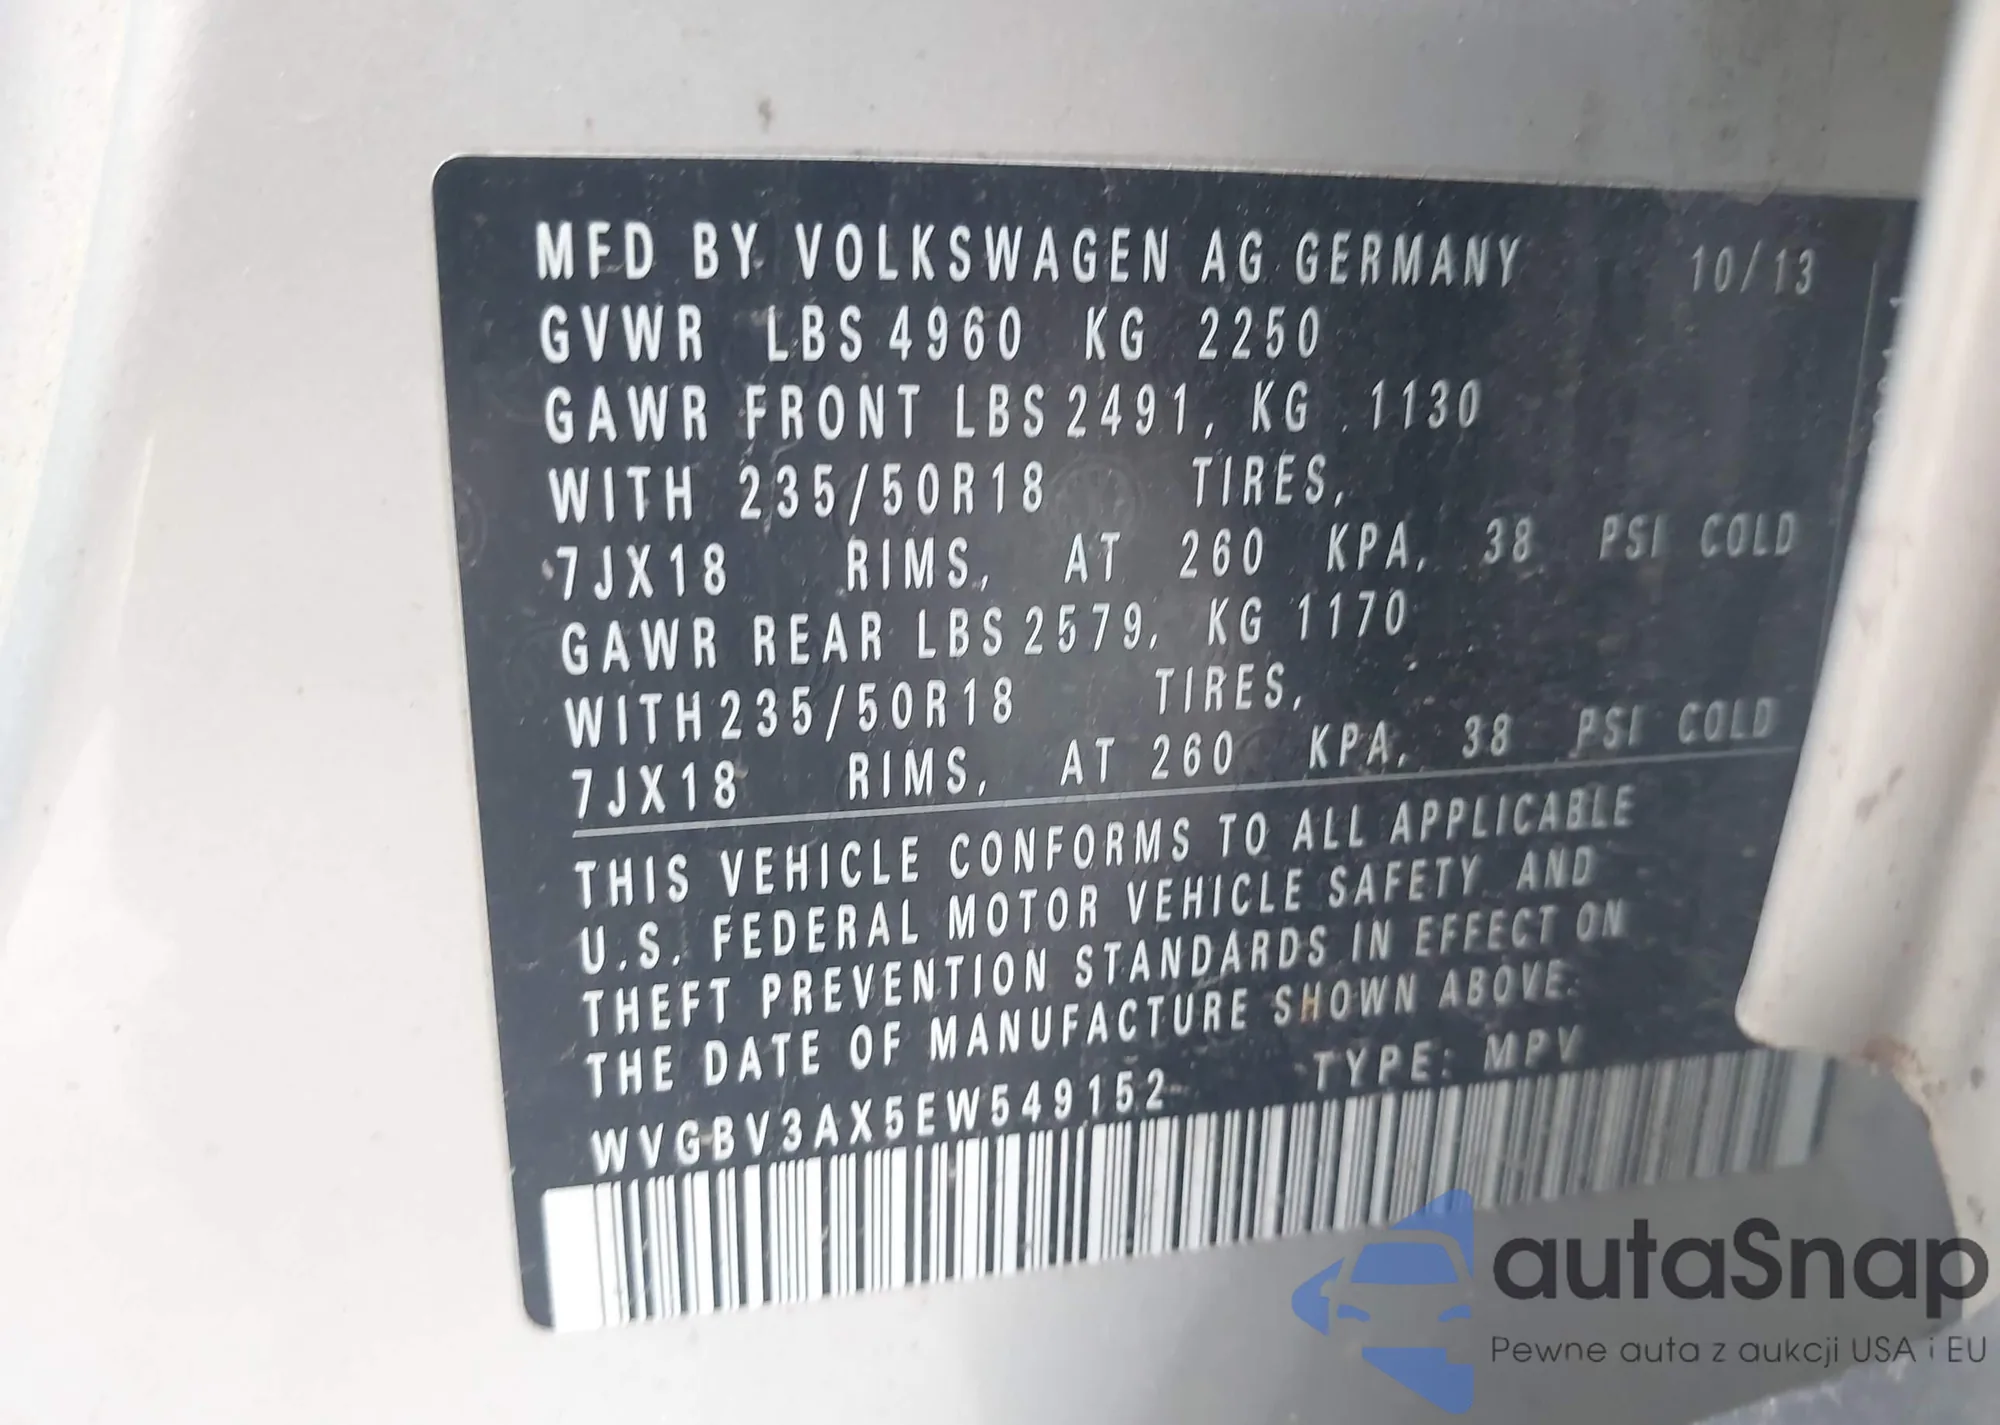 MFD BY VOLKSWAGEN AG GERMANY 10/13
GVWR LBS 4960 KG 2250
GAWR FRONT LBS 2491, KG 1130
WITH 235/50R18 TIRES,
7JX18 RIMS, AT 260 KPA, 38 PSI COLD
GAWR REAR LBS 2579, KG 1170
WITH 235/50R18 TIRES,
7JX18 RIMS, AT 260 KPA, 38 PSI COLD
THIS VEHICLE CONFORMS TO ALL APPLICABLE
U.S. FEDERAL MOTOR VEHICLE SAFETY AND
THEFT PREVENTION STANDARDS IN EFFECT ON
THE DATE OF MANUFACTURE SHOWN ABOVE.
WVGBV3AX5EW549152 TYPE: MPV
autaSnap
Pewne auta z aukcji USA i EU